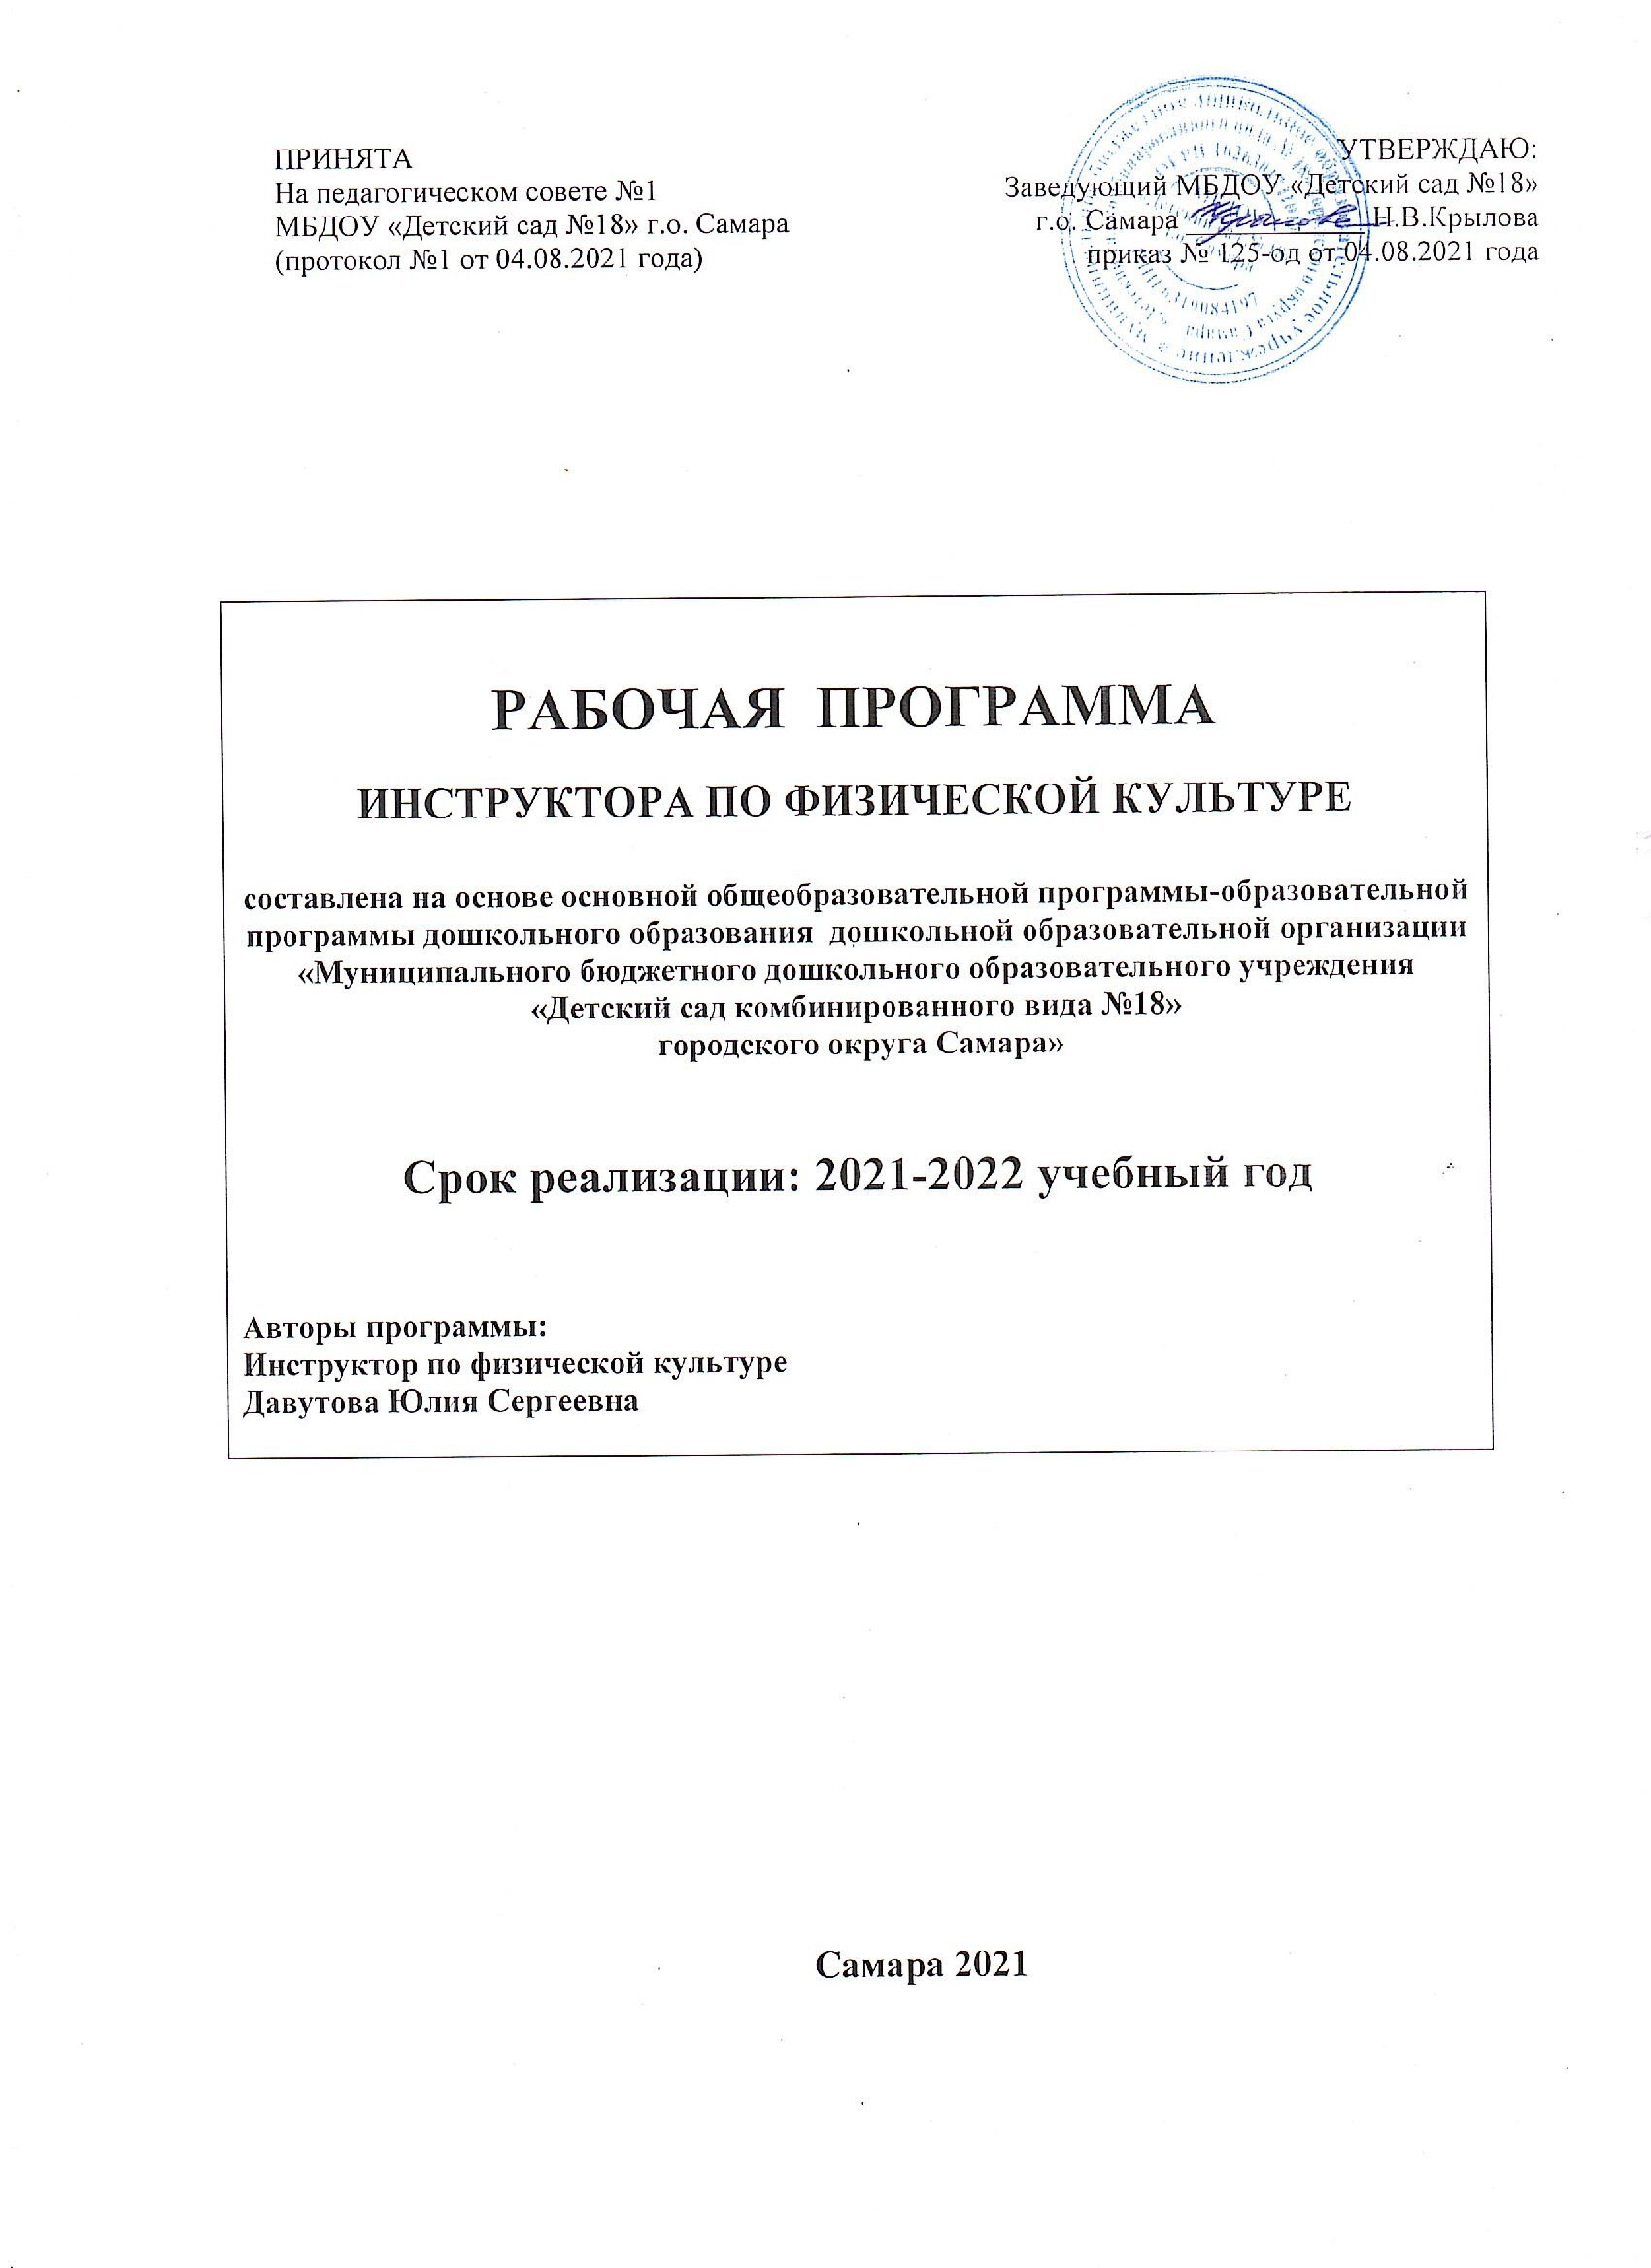 ПРИНЯТА
На педагогическом совете №1
МБДОУ «Детский сад №18» г.о. Самара
(протокол №1 от 04.08.2021 года)
УТВЕРЖДАЮ:
Заведующий МБДОУ «Детский сад №18»
г.о. Самара Н.В.Крылова
приказ № 125-од от 04.08.2021 года
РАБОЧАЯ ПРОГРАММА
ИНСТРУКТОРА ПО ФИЗИЧЕСКОЙ КУЛЬТУРЕ
составлена на основе основной общеобразовательной программы-образовательной
программы дошкольного образования дошкольной образовательной организации
«Муниципального бюджетного дошкольного образовательного учреждения
«Детский сад комбинированного вида №18»
городского округа Самара»
Срок реализации: 2021-2022 учебный год
Авторы программы:
Инструктор по физической культуре
Давутова Юлия Сергеевна
Самара 2021